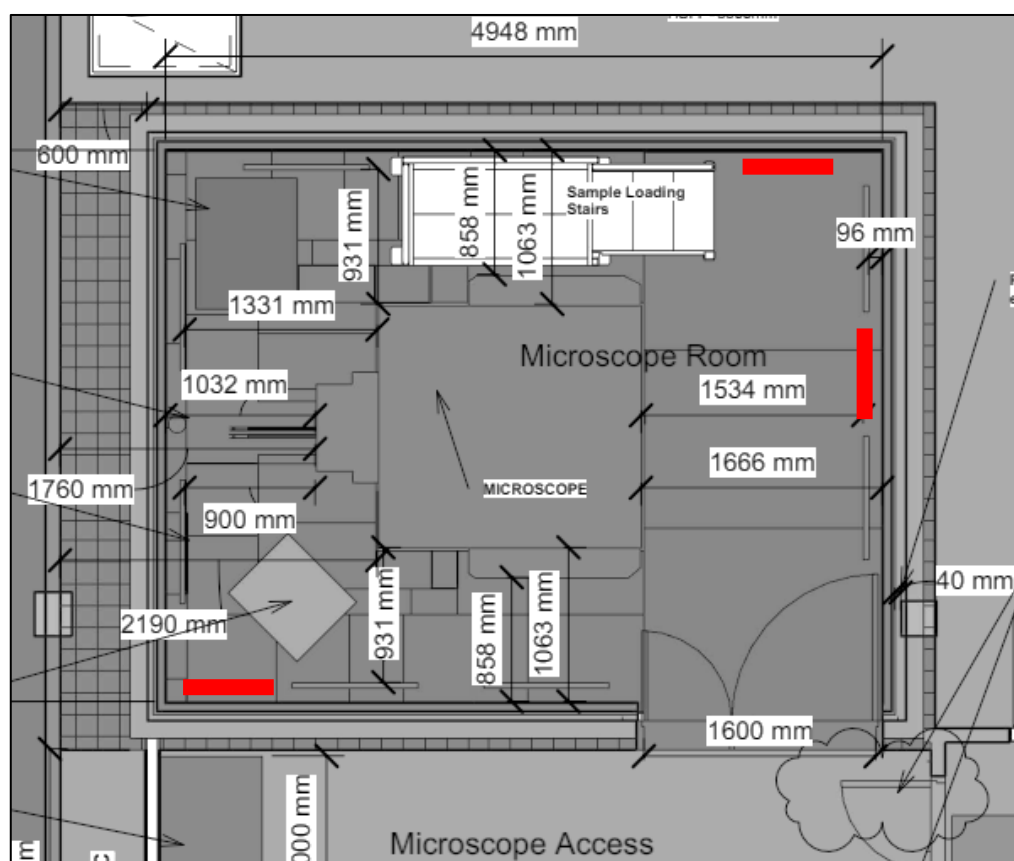 4948 mm
600 mm
Sample Loading
Stairs
858 mm
1063 mm
931 mm
96 mm
1331 mm
Microscope Room
1032 mm
1534 mm
1666 mm
1760 mm
MICROSCOPE
900 mm
40 mm
2190 mm
931 mm
858 mm
1063 mm
1600 mm
Microscope Access